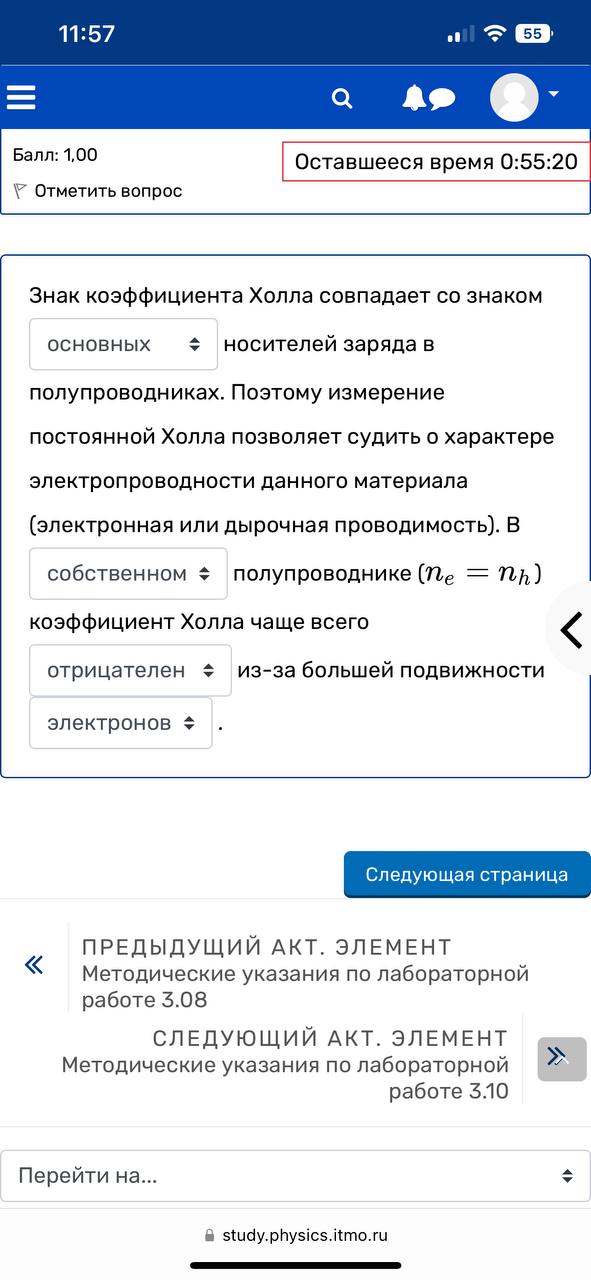 11:57
55
Балл: 1,00
Оставшееся время 0:55:20
Отметить вопрос
Знак коэффициента Холла совпадает со знаком
основных носителей заряда в
полупроводниках. Поэтому измерение
постоянной Холла позволяет судить о характере
электропроводности данного материала
(электронная или дырочная проводимость). В
собственном полупроводнике (nₑ = nₕ)
коэффициент Холла чаще всего
отрицателен из-за большей подвижности
электронов .
Следующая страница
ПРЕДЫДУЩИЙ АКТ. ЭЛЕМЕНТ
Методические указания по лабораторной
работе 3.08
СЛЕДУЮЩИЙ АКТ. ЭЛЕМЕНТ
Методические указания по лабораторной
работе 3.10
Перейти на...
study.physics.itmo.ru